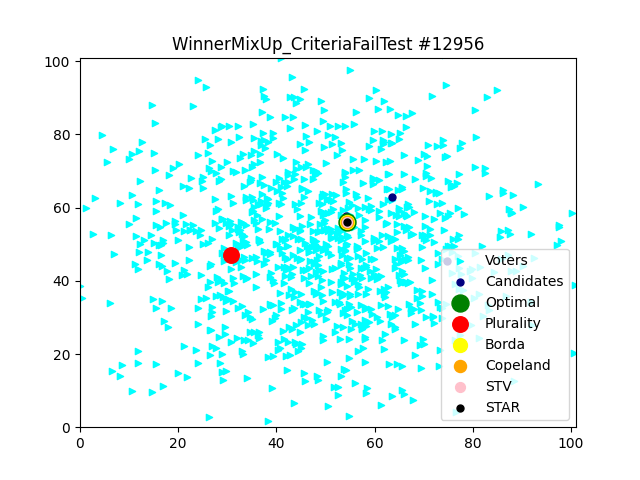 WinnerMixUp_CriteriaFailTest #12956
100
80
60
40
20
0
0
20
40
60
80
100
Voters
Candidates
Optimal
Plurality
Borda
Copeland
STV
STAR